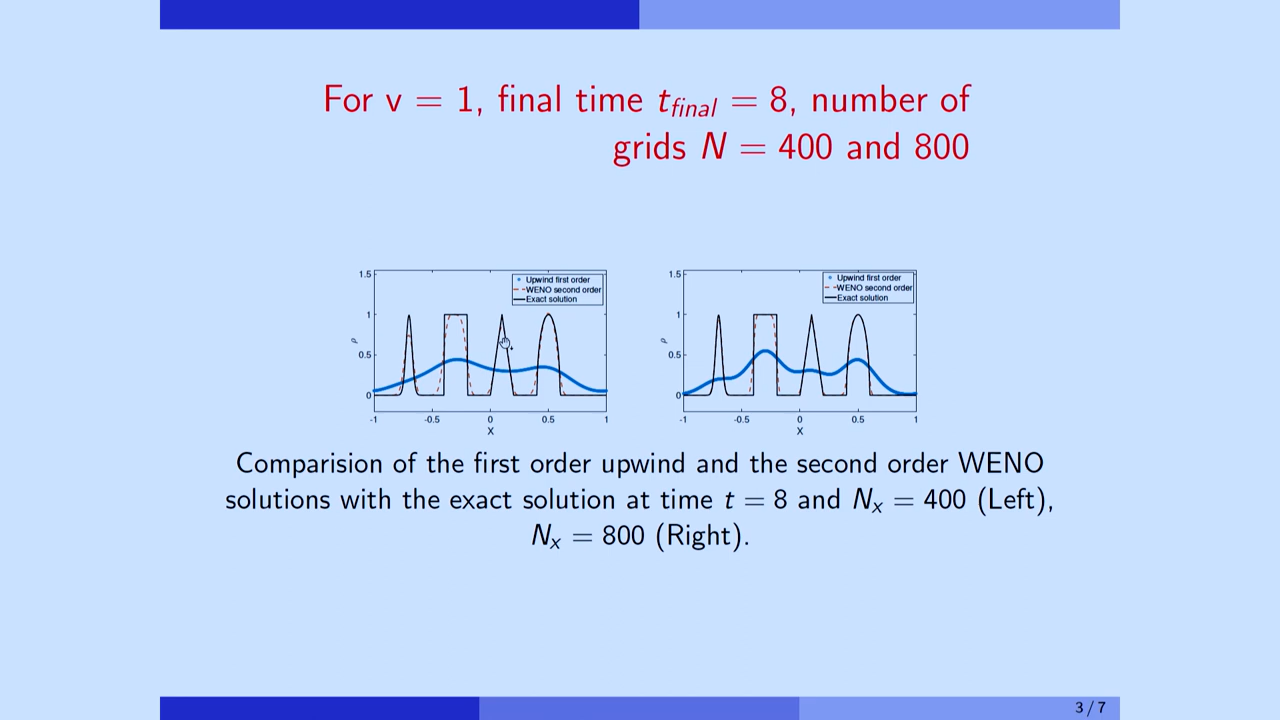 For v = 1, final time t_final = 8, number of
grids N = 400 and 800
1.5
1
0.5
0
ρ
Upwind first order
WENO second order
Exact solution
-1 -0.5 0 0.5 1
X
1.5
1
0.5
0
ρ
Upwind first order
WENO second order
Exact solution
-1 -0.5 0 0.5 1
X
Comparision of the first order upwind and the second order WENO
solutions with the exact solution at time t = 8 and N_x = 400 (Left),
N_x = 800 (Right).
3 / 7